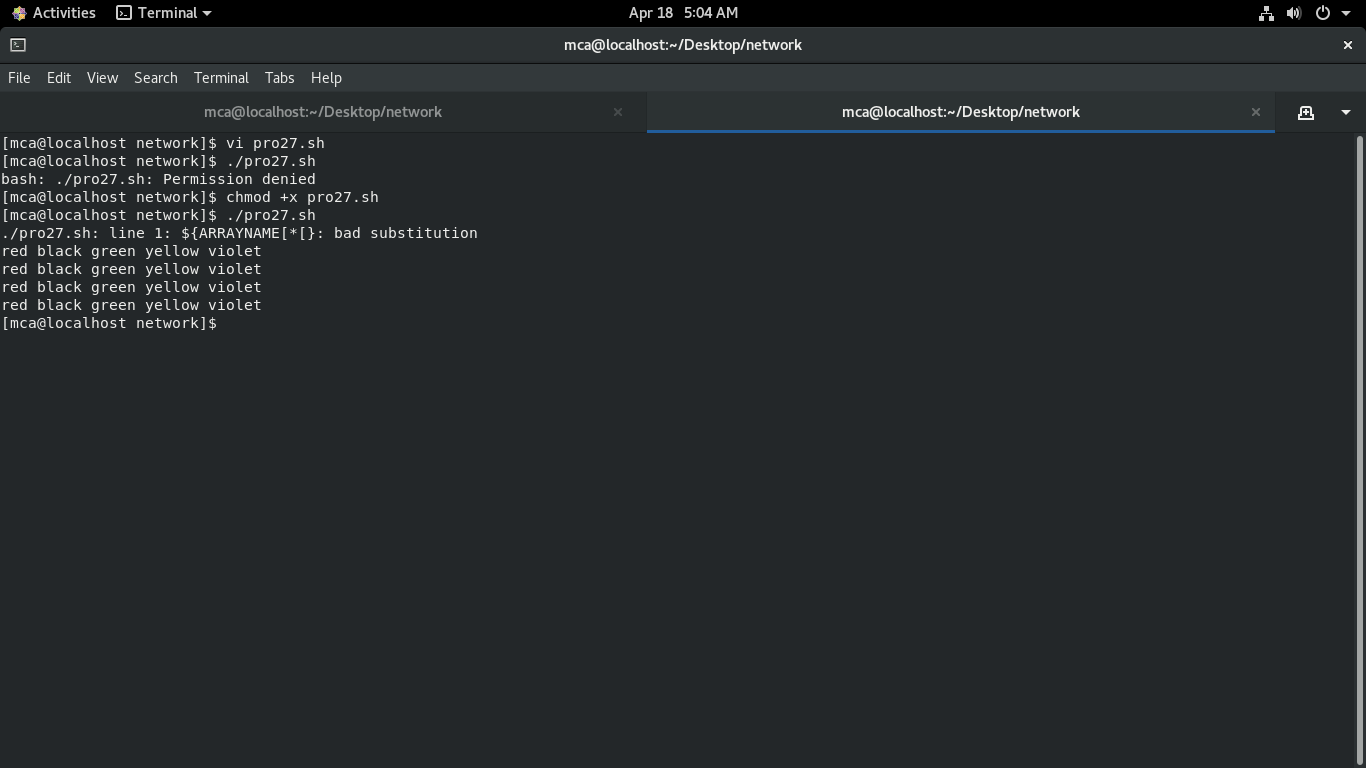 Activities Terminal Apr 18 5:04 AM
mca@localhost:~/Desktop/network
File Edit View Search Terminal Tabs Help
mca@localhost:~/Desktop/network mca@localhost:~/Desktop/network
[mca@localhost network]$ vi pro27.sh
[mca@localhost network]$ ./pro27.sh
bash: ./pro27.sh: Permission denied
[mca@localhost network]$ chmod +x pro27.sh
[mca@localhost network]$ ./pro27.sh
./pro27.sh: line 1: ${ARRAYNAME[*[}: bad substitution
red black green yellow violet
red black green yellow violet
red black green yellow violet
red black green yellow violet
[mca@localhost network]$